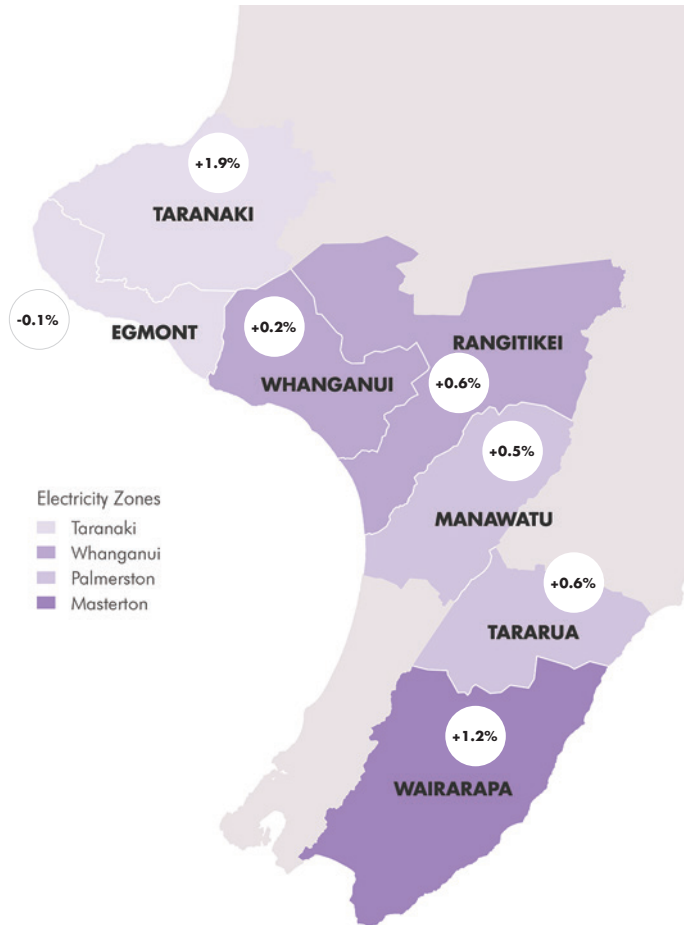 +1.9%
TARANAKI
-0.1%
EGMONT
+0.2%
WHANGANUI
RANGITIKEI
+0.6%
+0.5%
MANAWATU
Electricity Zones
Taranaki
Whanganui
Palmerston
Masterton
+0.6%
TARARUA
+1.2%
WAIRARAPA